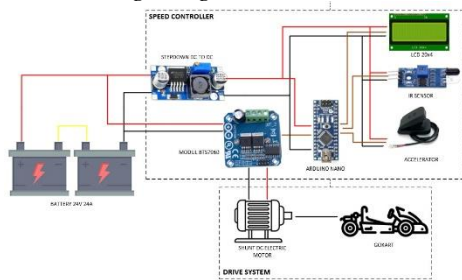 SPEED CONTROLLER
STEPDOWN DC TO DC
LCD 20x4
IR SENSOR
MODUL BTS7960
ARDUINO NANO
ACCELERATOR
BATTERY 24V 24A
SHUNT DC ELECTRIC
MOTOR
GOKART
DRIVE SYSTEM